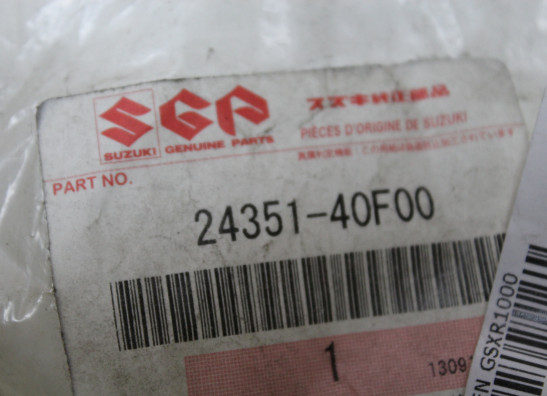 SGP スズキ純正部品
SUZUKI GENUINE PARTS PIÈCES D'ORIGINE DE SUZUKI
PART NO.
24351-40F00
1
1309
GSXR1000